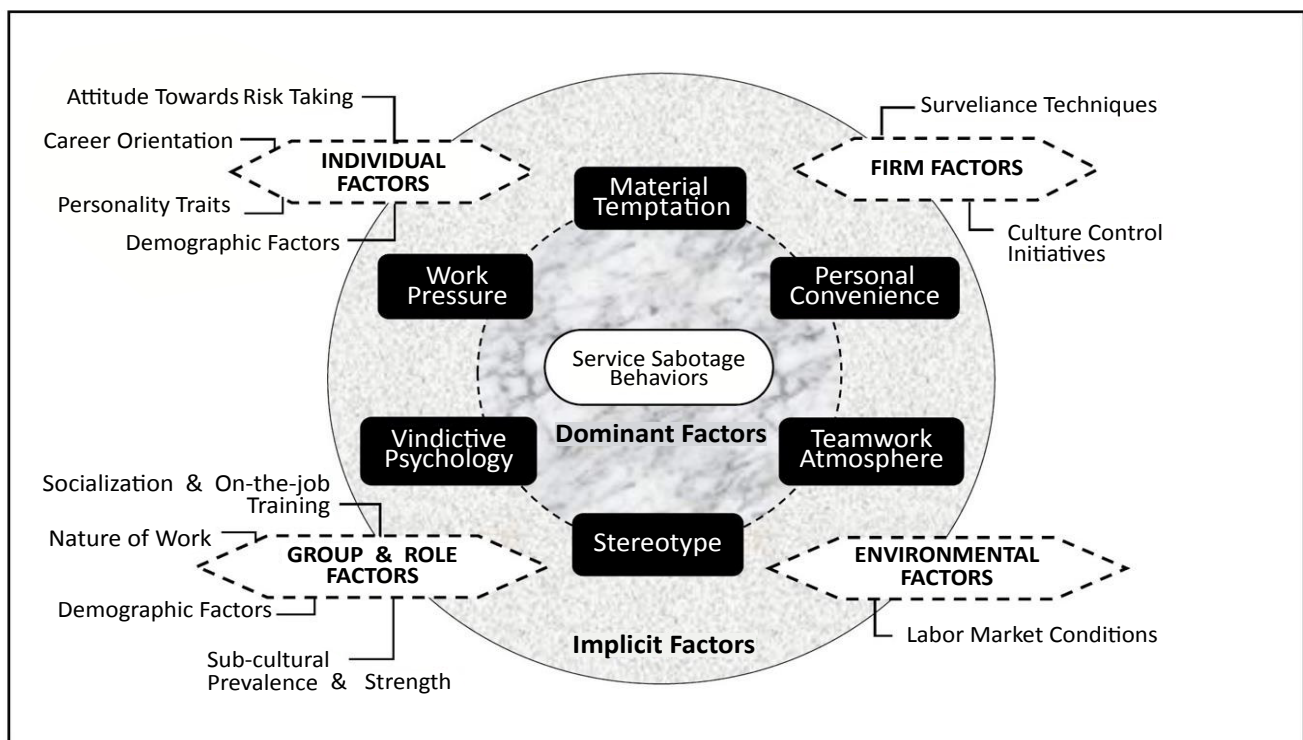 Attitude Towards Risk Taking
Career Orientation
INDIVIDUAL
FACTORS
Personality Traits
Demographic Factors
Surveliance Techniques
FIRM FACTORS
Culture Control
Initiatives
Material
Temptation
Work
Pressure
Personal
Convenience
Service Sabotage
Behaviors
Dominant Factors
Vindictive
Psychology
Teamwork
Atmosphere
Stereotype
Socialization & On-the-job
Training
Nature of Work
GROUP & ROLE
FACTORS
Demographic Factors
Sub-cultural
Prevalence & Strength
Implicit Factors
ENVIRONMENTAL
FACTORS
Labor Market Conditions